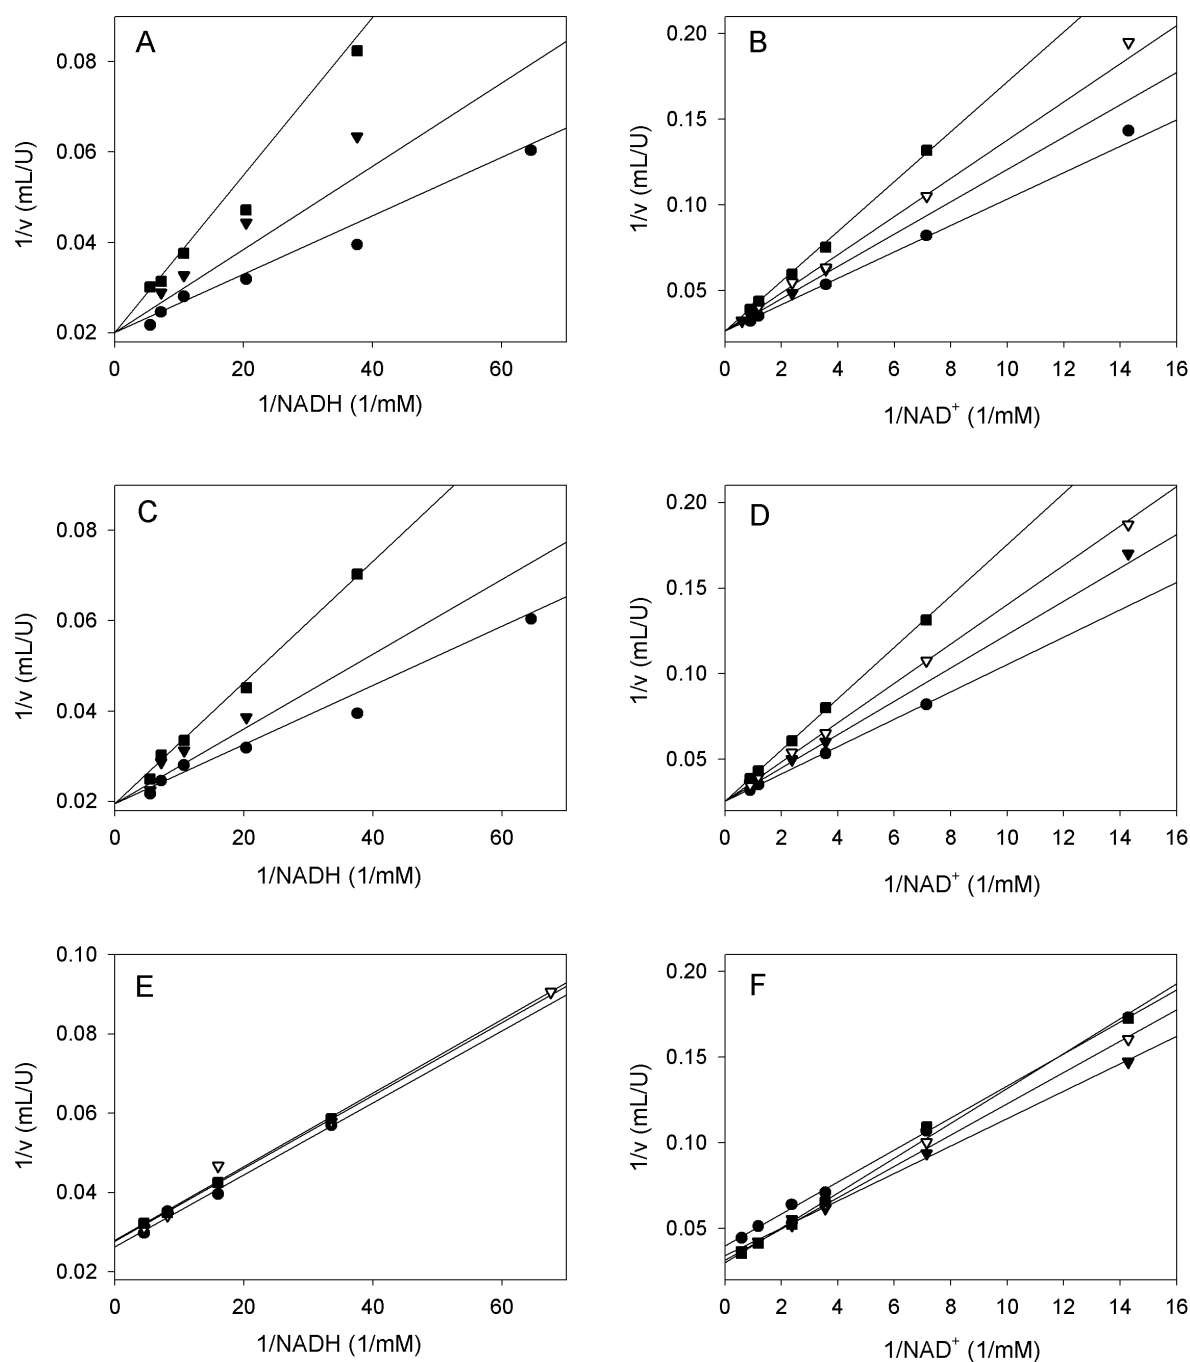 A
1/v (mL/U)
0.08
0.06
0.04
0.02
0 20 40 60
1/NADH (1/mM)
B
1/v (mL/U)
0.20
0.15
0.10
0.05
0 2 4 6 8 10 12 14 16
1/NAD⁺ (1/mM)
C
1/v (mL/U)
0.08
0.06
0.04
0.02
0 20 40 60
1/NADH (1/mM)
D
1/v (mL/U)
0.20
0.15
0.10
0.05
0 2 4 6 8 10 12 14 16
1/NAD⁺ (1/mM)
E
1/v (mL/U)
0.10
0.08
0.06
0.04
0.02
0 20 40 60
1/NADH (1/mM)
F
1/v (mL/U)
0.20
0.15
0.10
0.05
0 2 4 6 8 10 12 14 16
1/NAD⁺ (1/mM)